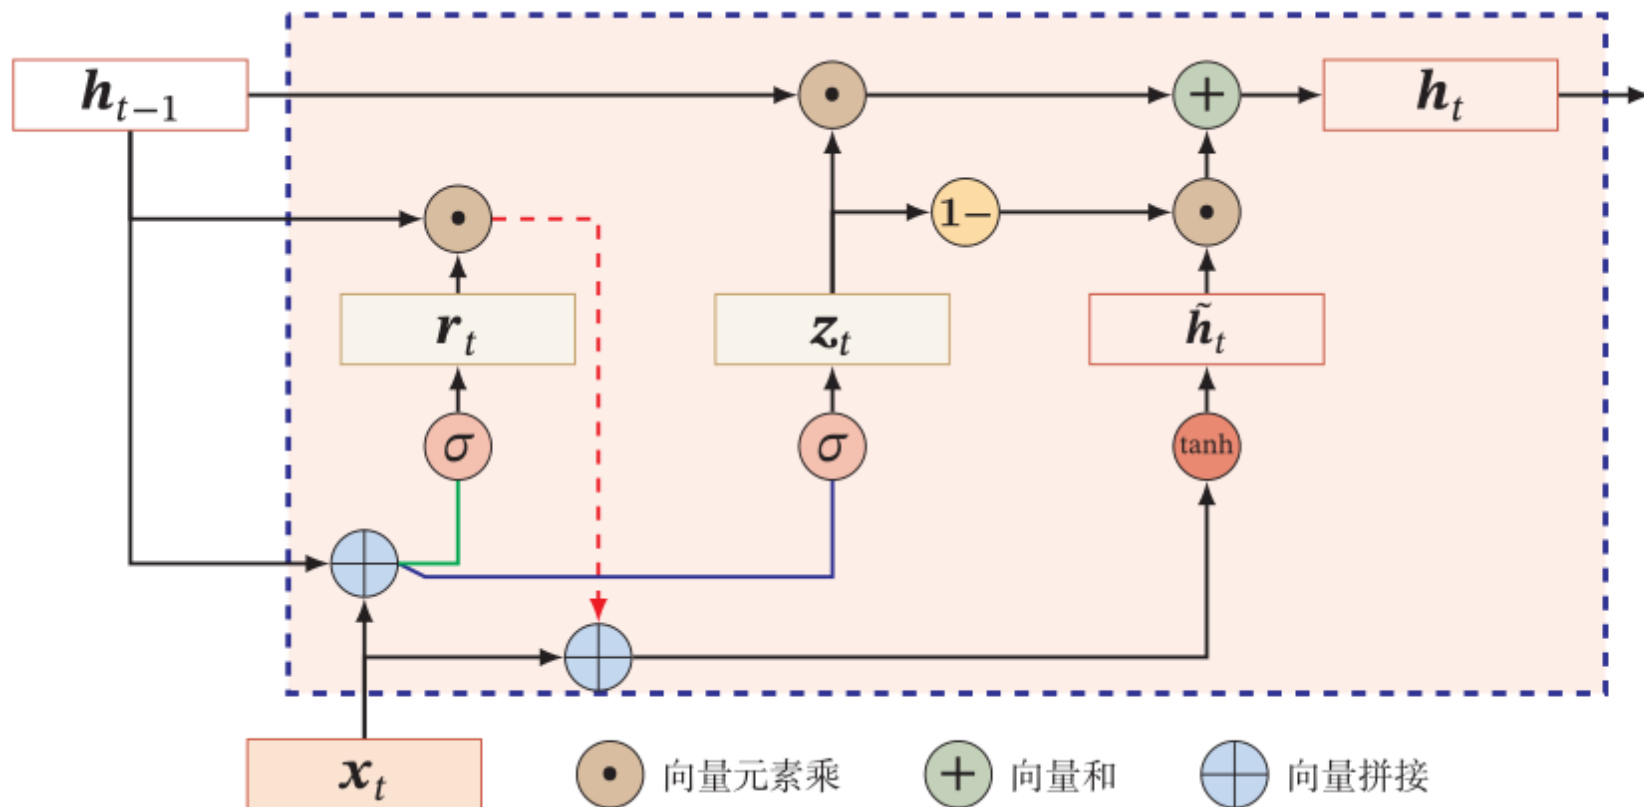 h_{t-1}
h_t
1−
r_t
z_t
h̃_t
σ
σ
tanh
x_t
向量元素乘
向量和
向量拼接